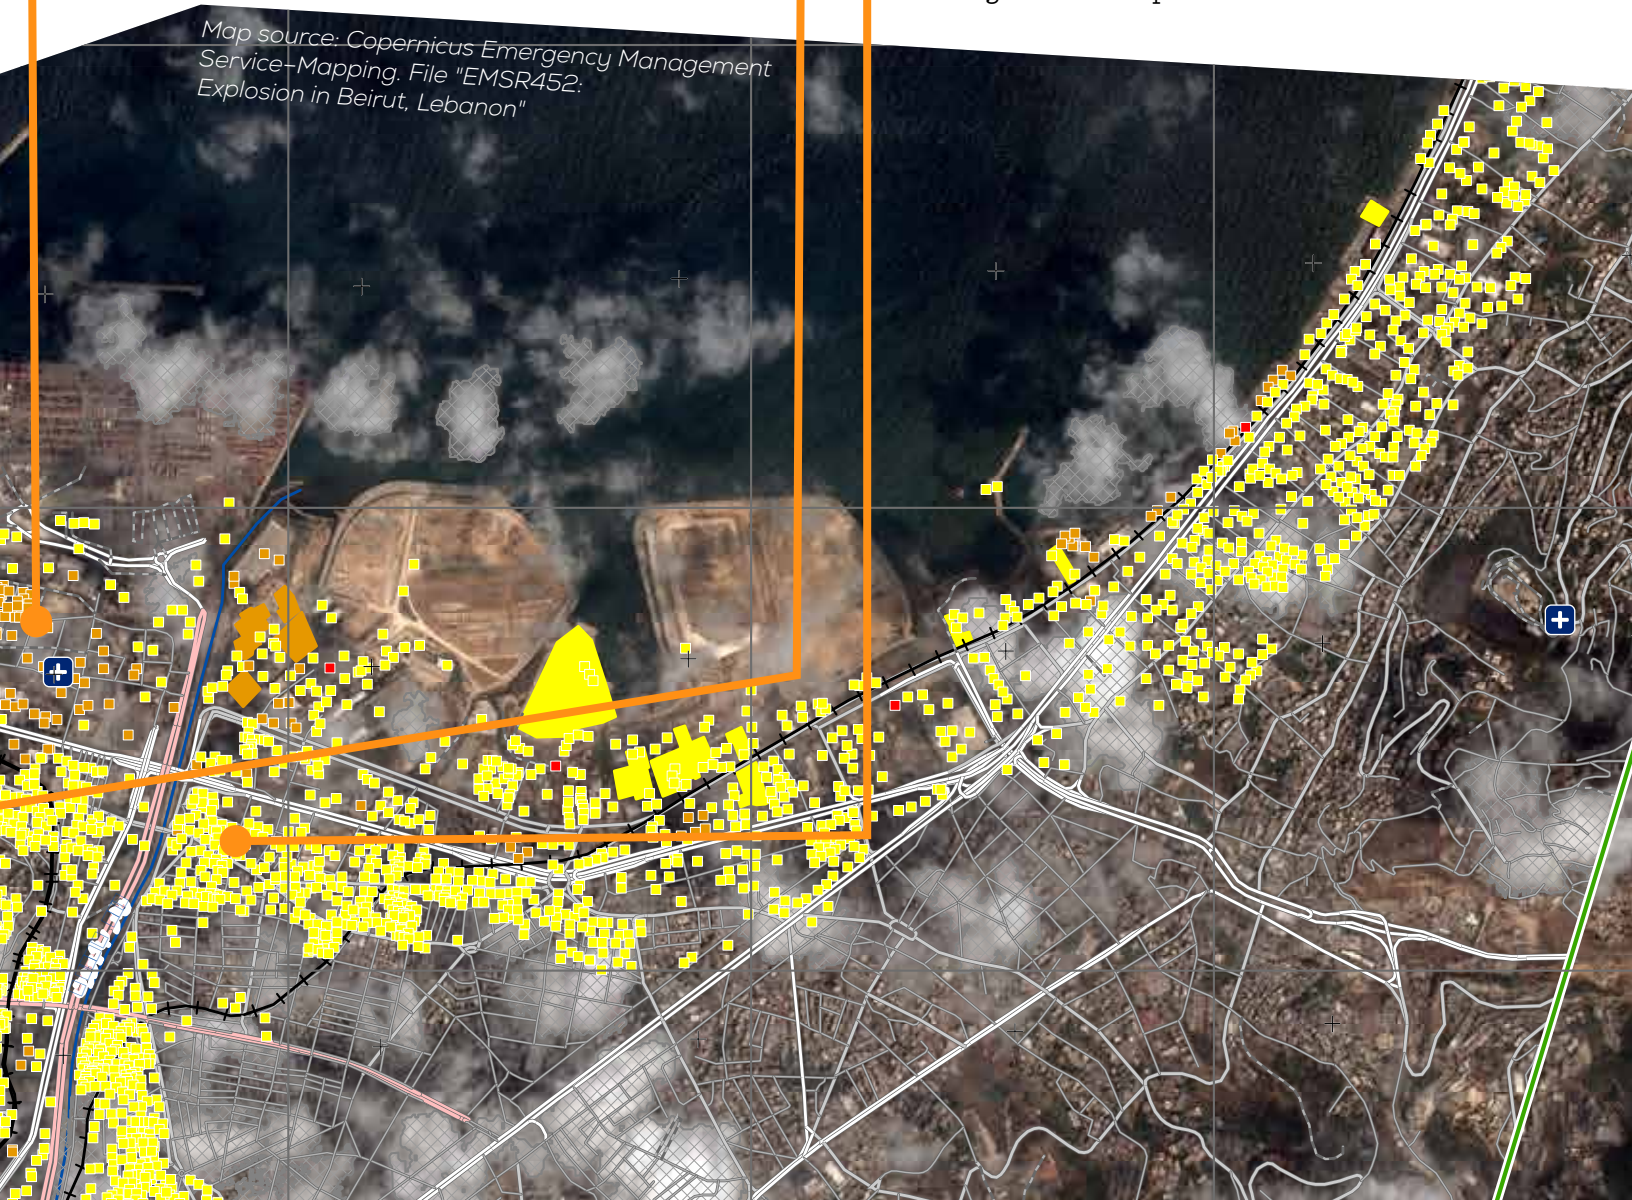 Map source: Copernicus Emergency Management
Service-Mapping. File "EMSR452:
Explosion in Beirut, Lebanon"